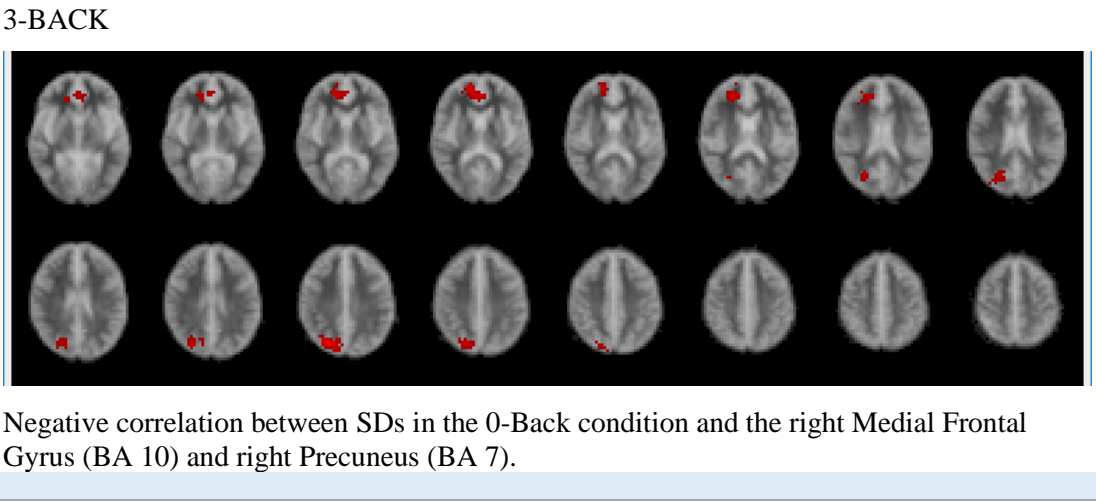 3-BACK
Negative correlation between SDs in the 0-Back condition and the right Medial Frontal
Gyrus (BA 10) and right Precuneus (BA 7).